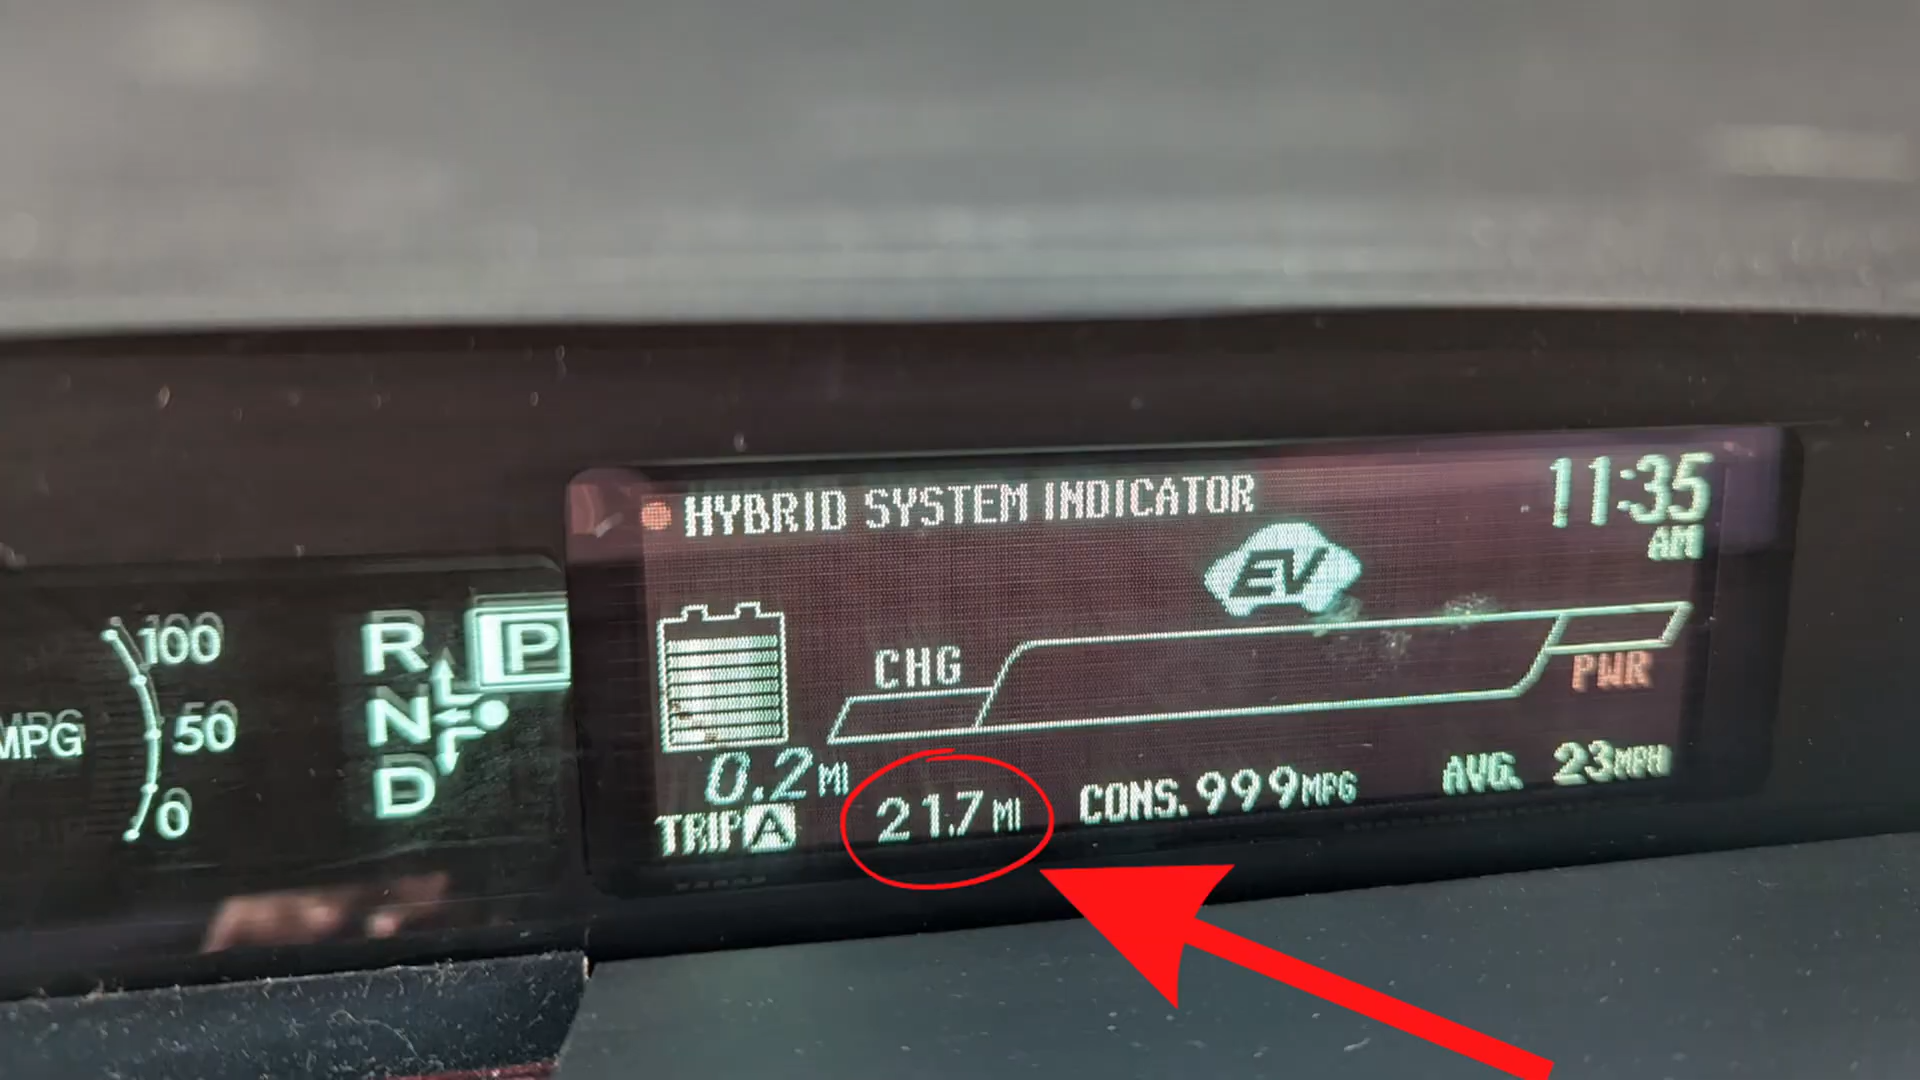 HYBRID SYSTEM INDICATOR
11:35
AM
EV
100
R P
CHG
PWR
MPG
50
N
0.2 MI
D
0
TRIP A
21.7 MI
CONS. 999 MPG
AVG. 23 MPH